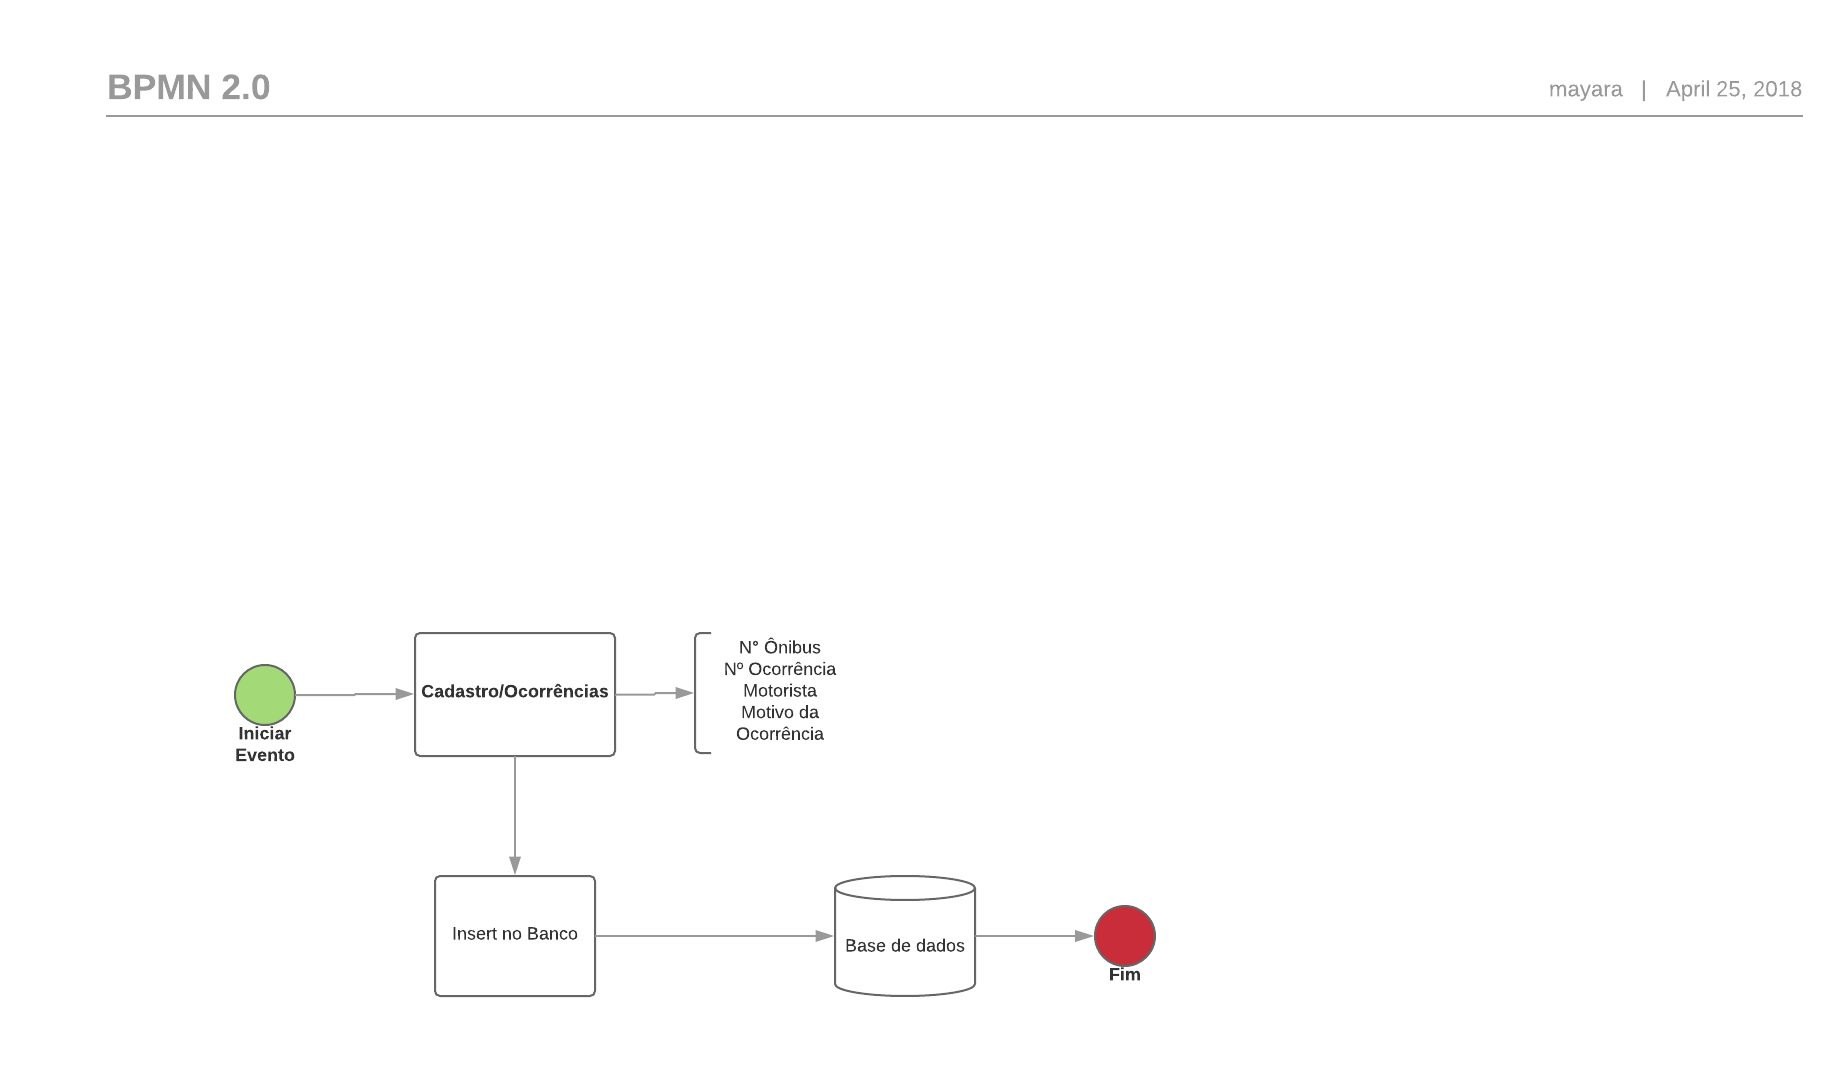 BPMN 2.0
mayara | April 25, 2018
Iniciar
Evento
Cadastro/Ocorrências
N° Ônibus
Nº Ocorrência
Motorista
Motivo da
Ocorrência
Insert no Banco
Base de dados
Fim